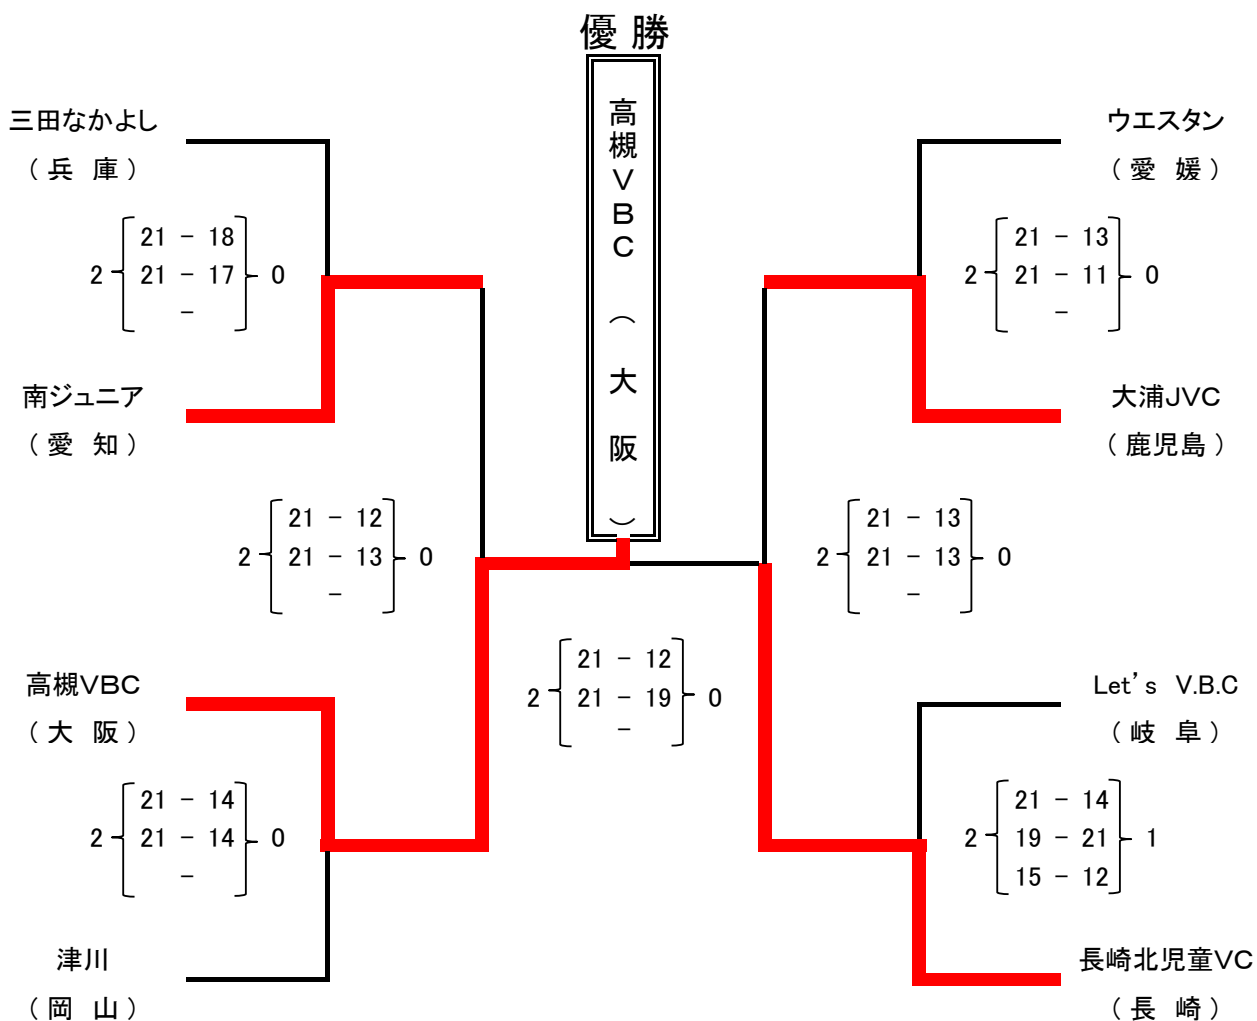 優 勝
高槻VBC (大阪)
三田なかよし
( 兵 庫 )
21 - 18
2 21 - 17 0
-
南ジュニア
( 愛 知 )
21 - 12
2 21 - 13 0
-
高槻VBC
( 大 阪 )
21 - 14
2 21 - 14 0
-
津川
( 岡 山 )
21 - 12
2 21 - 19 0
-
ウエスタン
( 愛 媛 )
21 - 13
2 21 - 11 0
-
大浦JVC
( 鹿児島 )
21 - 13
2 21 - 13 0
-
Let's V.B.C
( 岐 阜 )
21 - 14
2 19 - 21 1
15 - 12
長崎北児童VC
( 長 崎 )